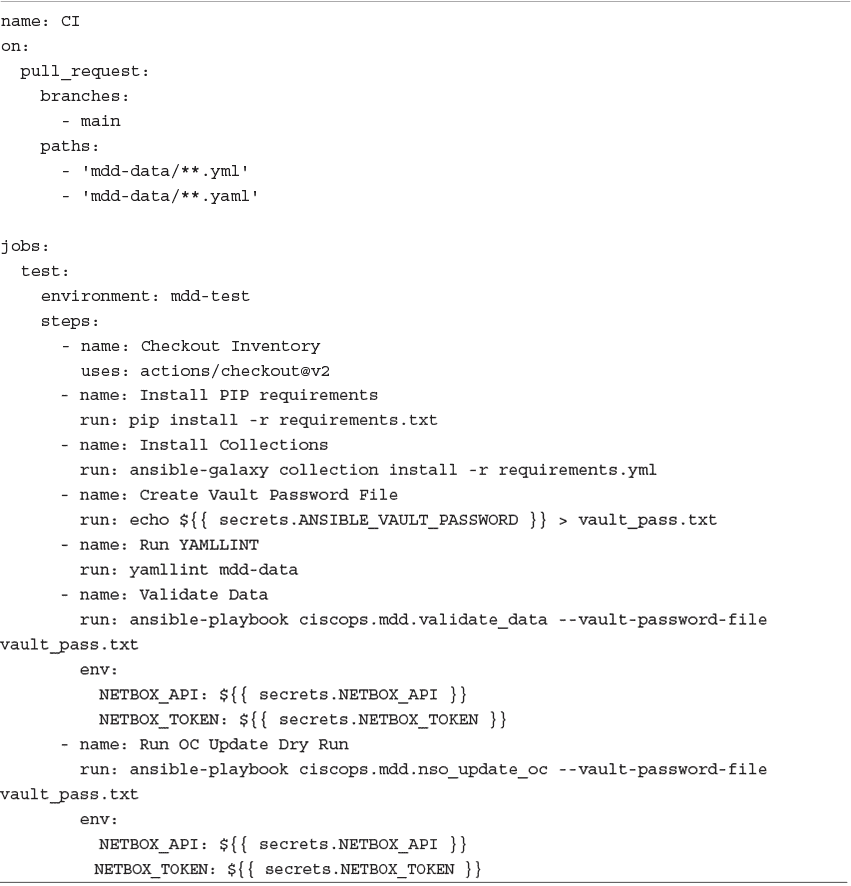 name: CI
on:
  pull_request:
    branches:
      - main
    paths:
      - 'mdd-data/**.yml'
      - 'mdd-data/**.yaml'

jobs:
  test:
    environment: mdd-test
    steps:
      - name: Checkout Inventory
        uses: actions/checkout@v2
      - name: Install PIP requirements
        run: pip install -r requirements.txt
      - name: Install Collections
        run: ansible-galaxy collection install -r requirements.yml
      - name: Create Vault Password File
        run: echo ${{ secrets.ANSIBLE_VAULT_PASSWORD }} > vault_pass.txt
      - name: Run YAMLLINT
        run: yamllint mdd-data
      - name: Validate Data
        run: ansible-playbook ciscops.mdd.validate_data --vault-password-file
vault_pass.txt
        env:
          NETBOX_API: ${{ secrets.NETBOX_API }}
          NETBOX_TOKEN: ${{ secrets.NETBOX_TOKEN }}
      - name: Run OC Update Dry Run
        run: ansible-playbook ciscops.mdd.nso_update_oc --vault-password-file
vault_pass.txt
        env:
          NETBOX_API: ${{ secrets.NETBOX_API }}
          NETBOX_TOKEN: ${{ secrets.NETBOX_TOKEN }}